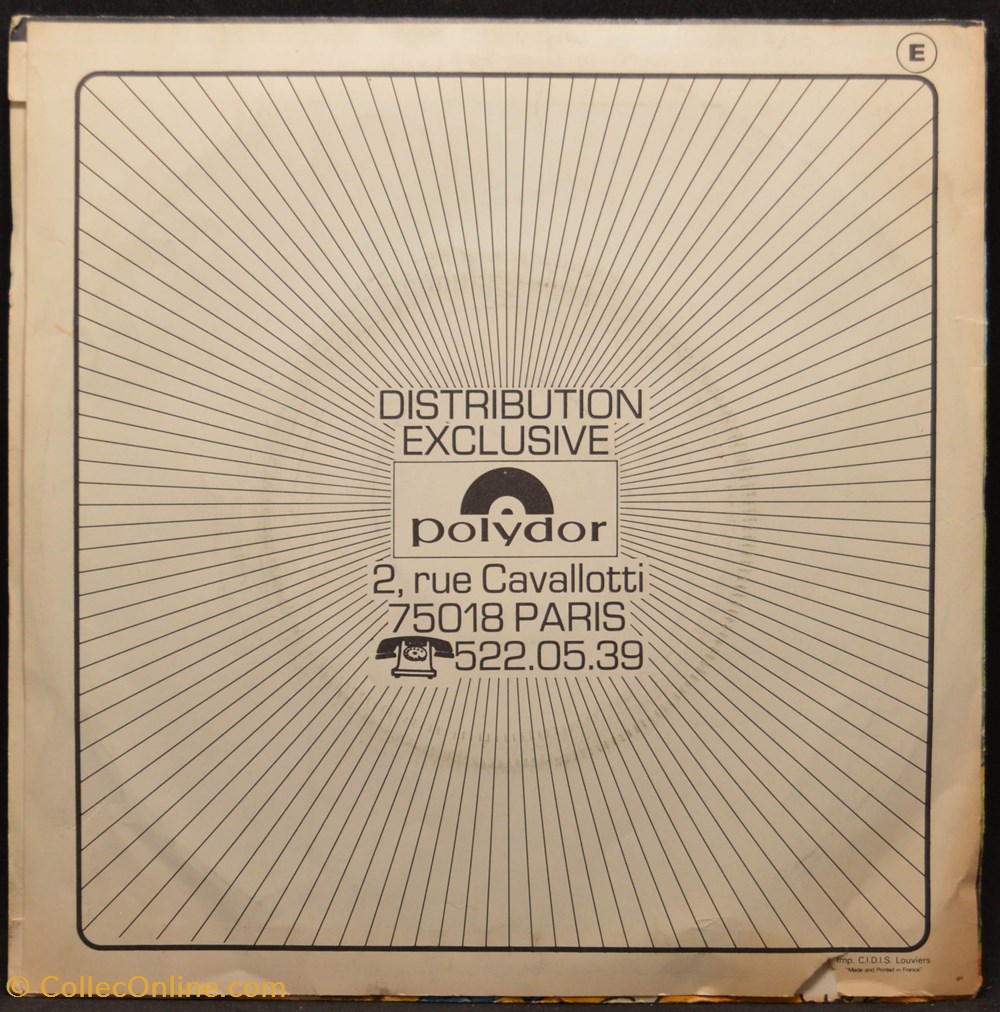 E
DISTRIBUTION
EXCLUSIVE
polydor
2, rue Cavallotti
75018 PARIS
522.05.39
Imp. C.I.D.I.S. Louviers
"Made and Printed in France"
© CollecOnline.com